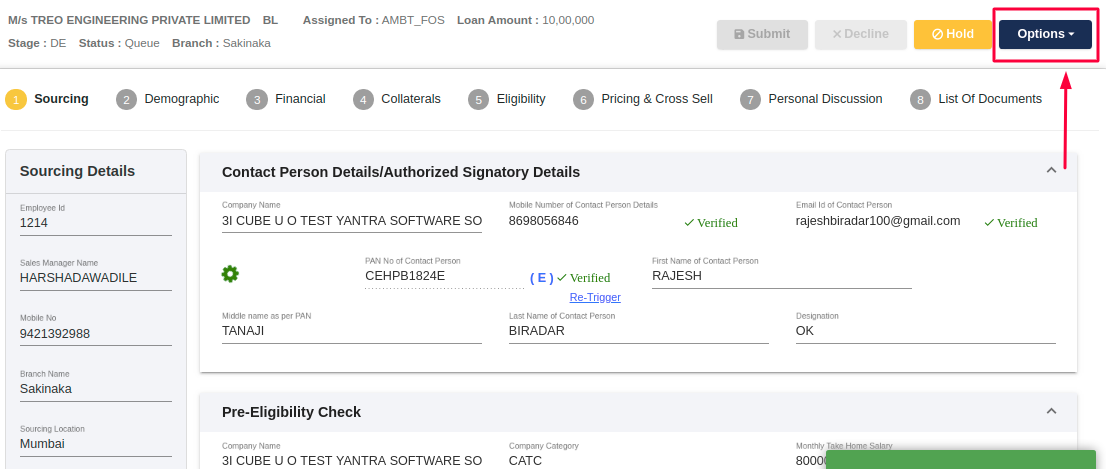 M/s TREO ENGINEERING PRIVATE LIMITED BL Assigned To : AMBT_FOS Loan Amount : 10,00,000
Stage : DE Status : Queue Branch : Sakinaka
Submit Decline Hold Options
1 Sourcing 2 Demographic 3 Financial 4 Collaterals 5 Eligibility 6 Pricing & Cross Sell 7 Personal Discussion 8 List Of Documents
Sourcing Details
Employee Id
1214
Sales Manager Name
HARSHADAWADILE
Mobile No
9421392988
Branch Name
Sakinaka
Sourcing Location
Mumbai
Contact Person Details/Authorized Signatory Details
Company Name Mobile Number of Contact Person Details Email Id of Contact Person
3I CUBE U O TEST YANTRA SOFTWARE SO 8698056846 Verified rajeshbiradar100@gmail.com Verified
PAN No of Contact Person First Name of Contact Person
CEHPB1824E ( E ) Verified RAJESH
Re-Trigger
Middle name as per PAN Last Name of Contact Person Designation
TANAJI BIRADAR OK
Pre-Eligibility Check
Company Name Company Category Monthly Take Home Salary
3I CUBE U O TEST YANTRA SOFTWARE SO CATC